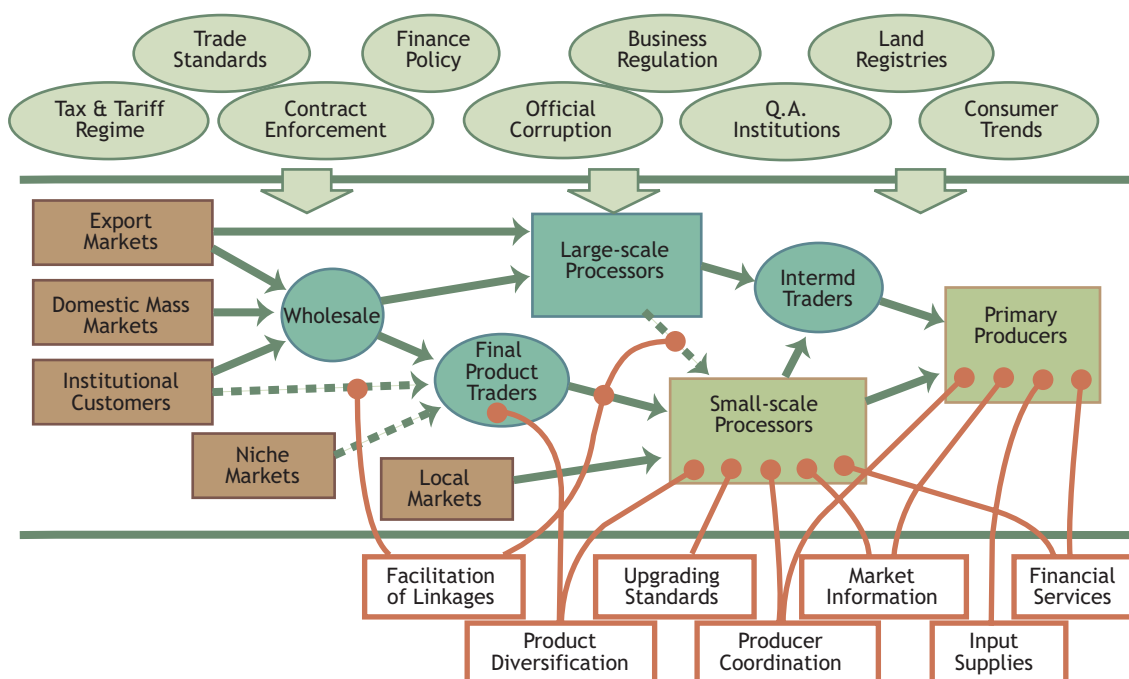 Trade
Standards
Finance
Policy
Business
Regulation
Land
Registries
Tax & Tariff
Regime
Contract
Enforcement
Official
Corruption
Q.A.
Institutions
Consumer
Trends
Export
Markets
Large-scale
Processors
Intermd
Traders
Domestic Mass
Markets
Wholesale
Primary
Producers
Institutional
Customers
Final
Product
Traders
Small-scale
Processors
Niche
Markets
Local
Markets
Facilitation
of Linkages
Upgrading
Standards
Market
Information
Financial
Services
Product
Diversification
Producer
Coordination
Input
Supplies